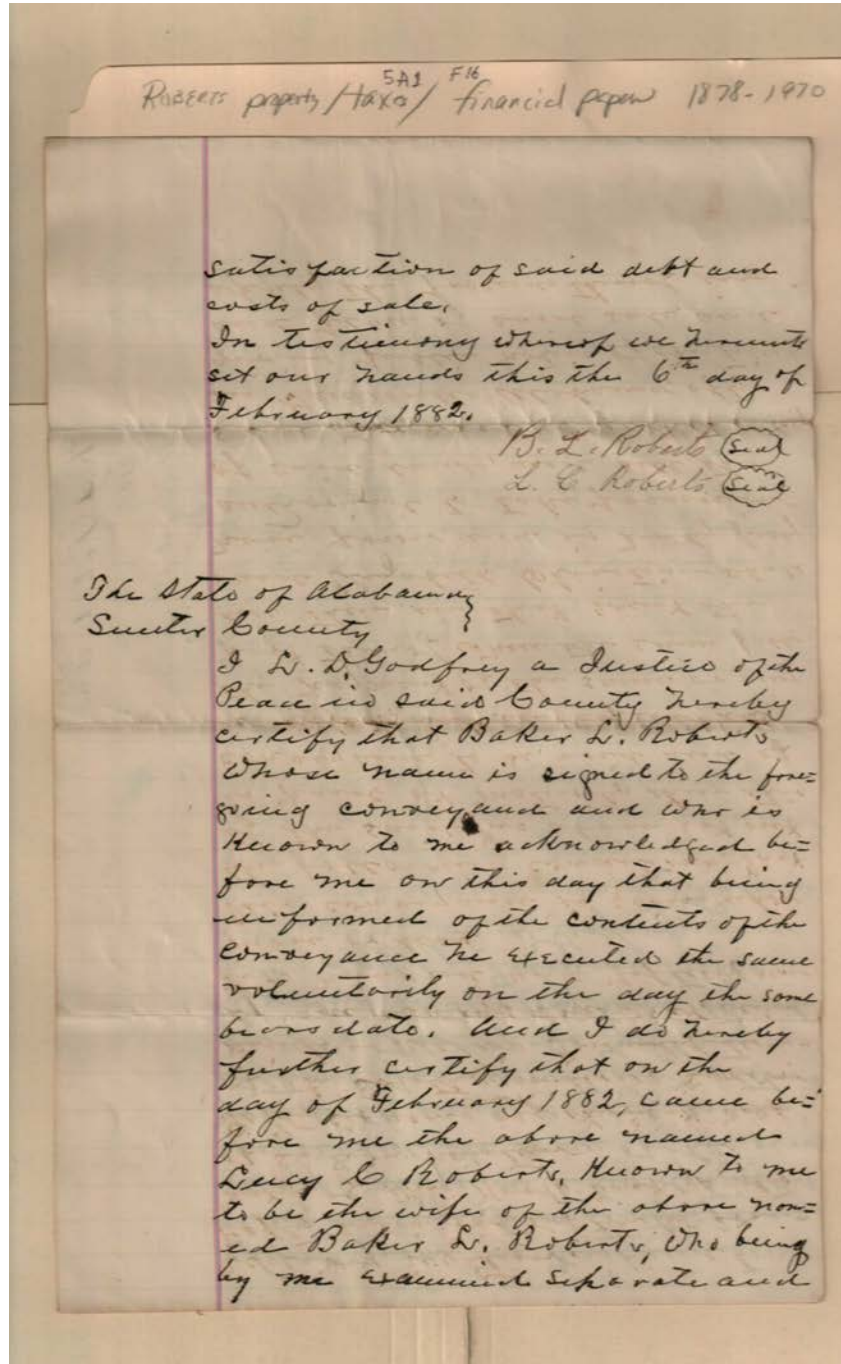 5A1 F16
Roberts property/taxes/ financial papers 1878-1970
satisfaction of said debt and
costs of sale.
In testimony whereof we hereunto
set our hands this the 6th day of
February 1882.
B. L. Roberts Seal
L. C Roberts Seal
The State of Alabama }
Sumter County
I L. D. Godfrey a Justice of the
Peace in said County hereby
certify that Baker L. Roberts
whose name is signed to the fore=
going conveyance and who is
Known to me acknowledged be=
fore me on this day that being
informed of the contents of the
conveyance he executed the same
voluntarily on the day the same
bears date. And I do hereby
further certify that on the
day of February 1882, came be=
fore me the above named
Lucy C Roberts, Known to me
to be the wife of the above nam=
ed Baker L. Roberts, who being
by me examined separate and